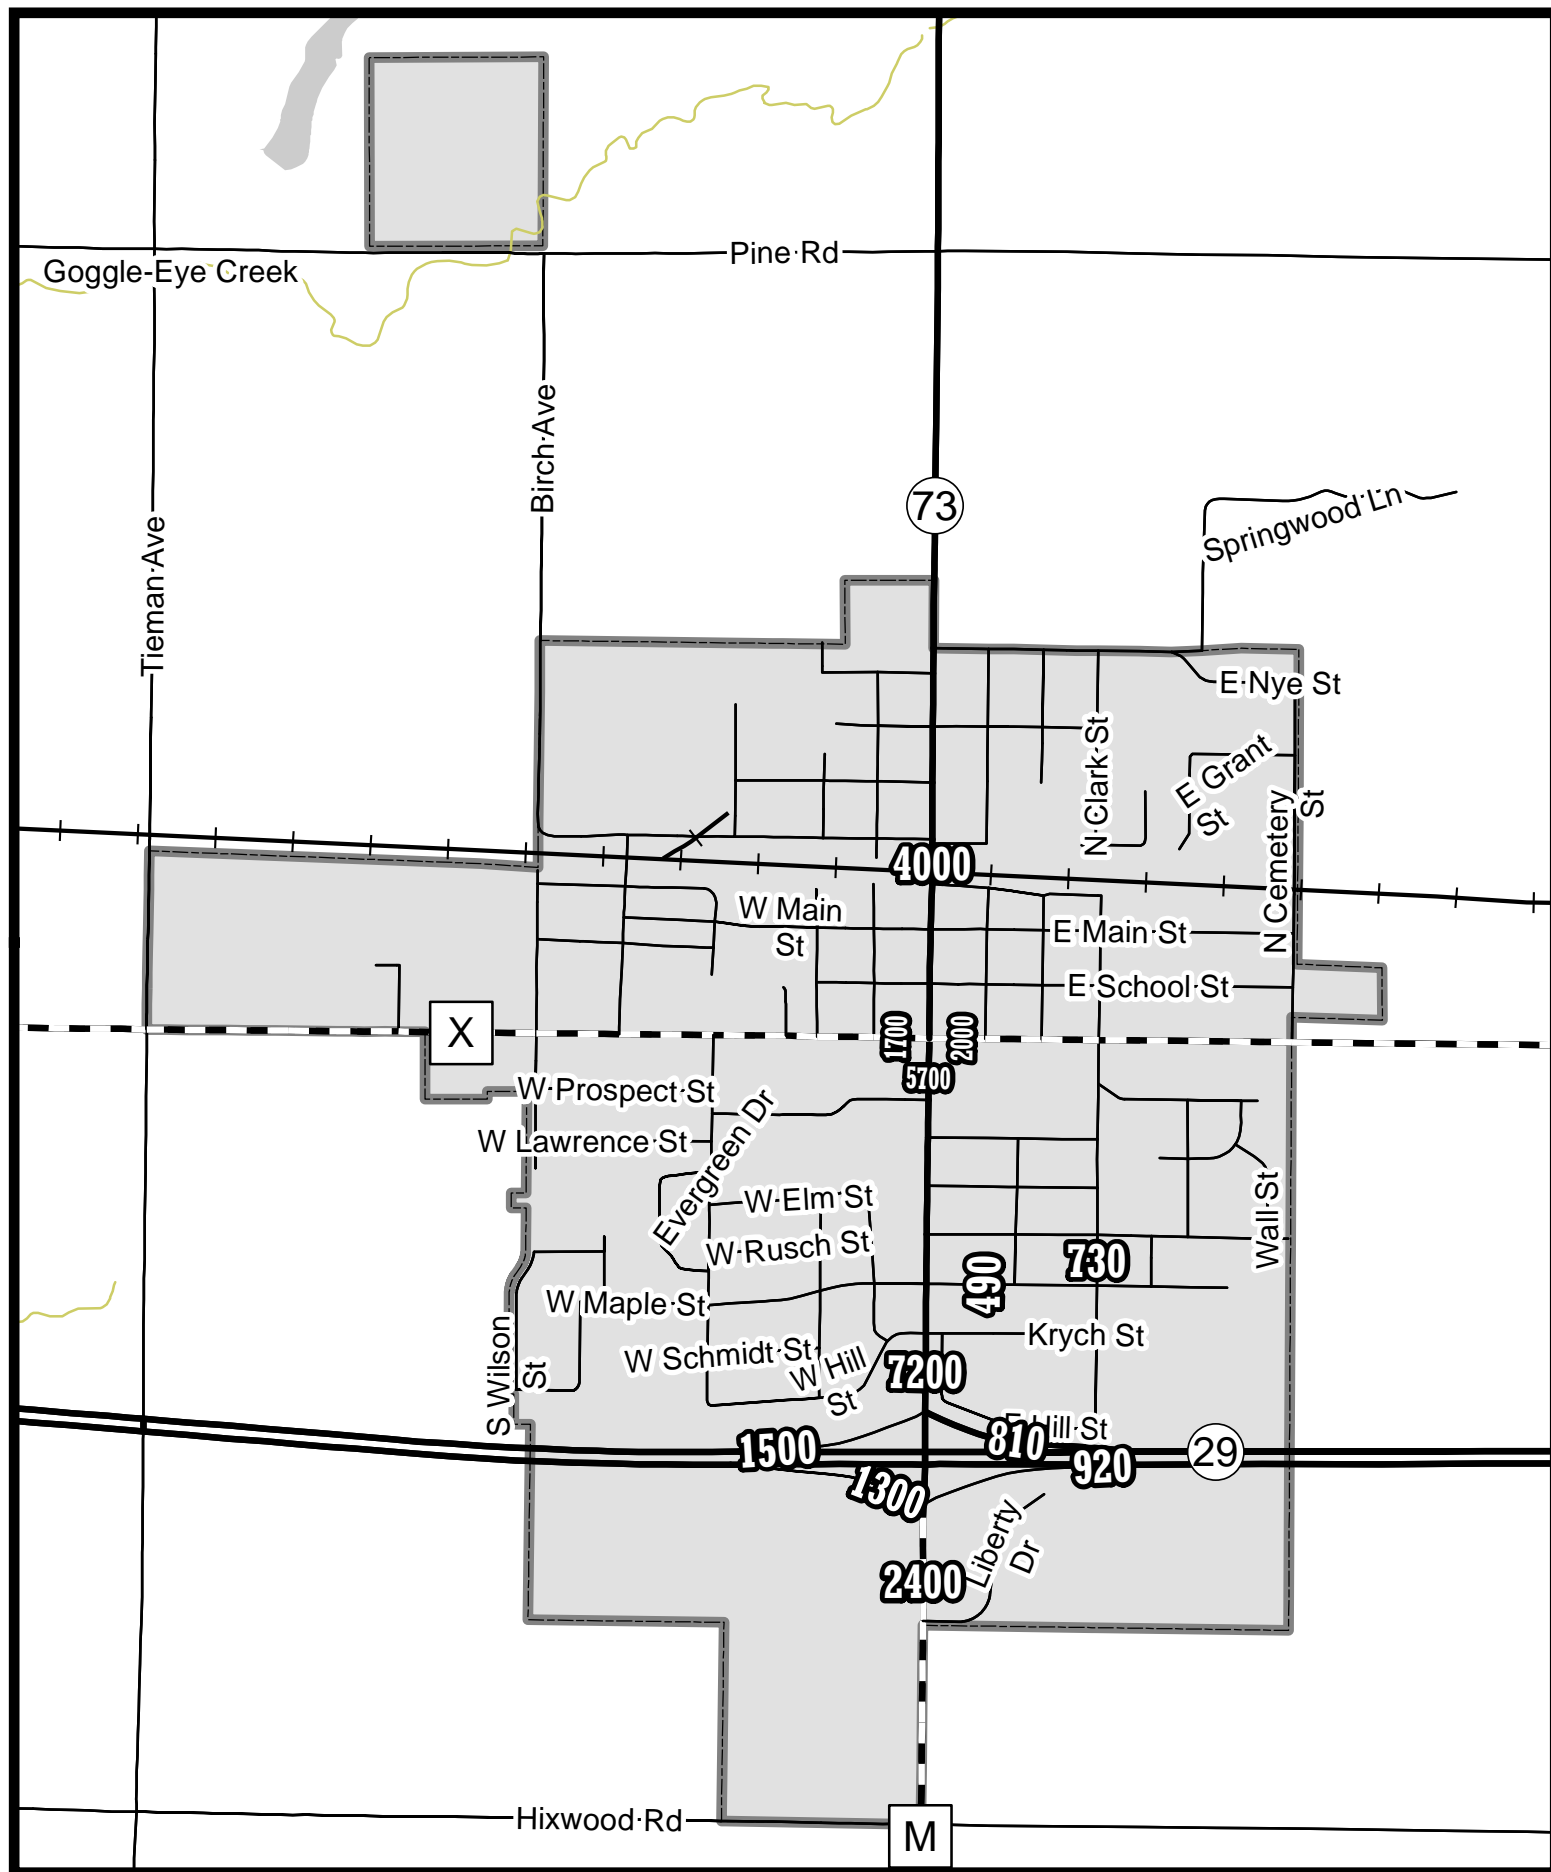 Pine Rd
Goggle-Eye Creek
Birch Ave
73
Springwood Ln
Tieman Ave
E Nye St
N Clark St
E Grant
St
N Cemetery
St
4000
W Main
St
E Main St
E School St
X
1700
2000
5700
W Prospect St
W Lawrence St
Evergreen Dr
W Elm St
W Rusch St
Wall St
730
490
W Maple St
Krych St
S Wilson
St
W Schmidt St
W Hill
St
7200
E Hill St
810
1500
29
920
1300
Liberty
Dr
2400
Hixwood Rd
M